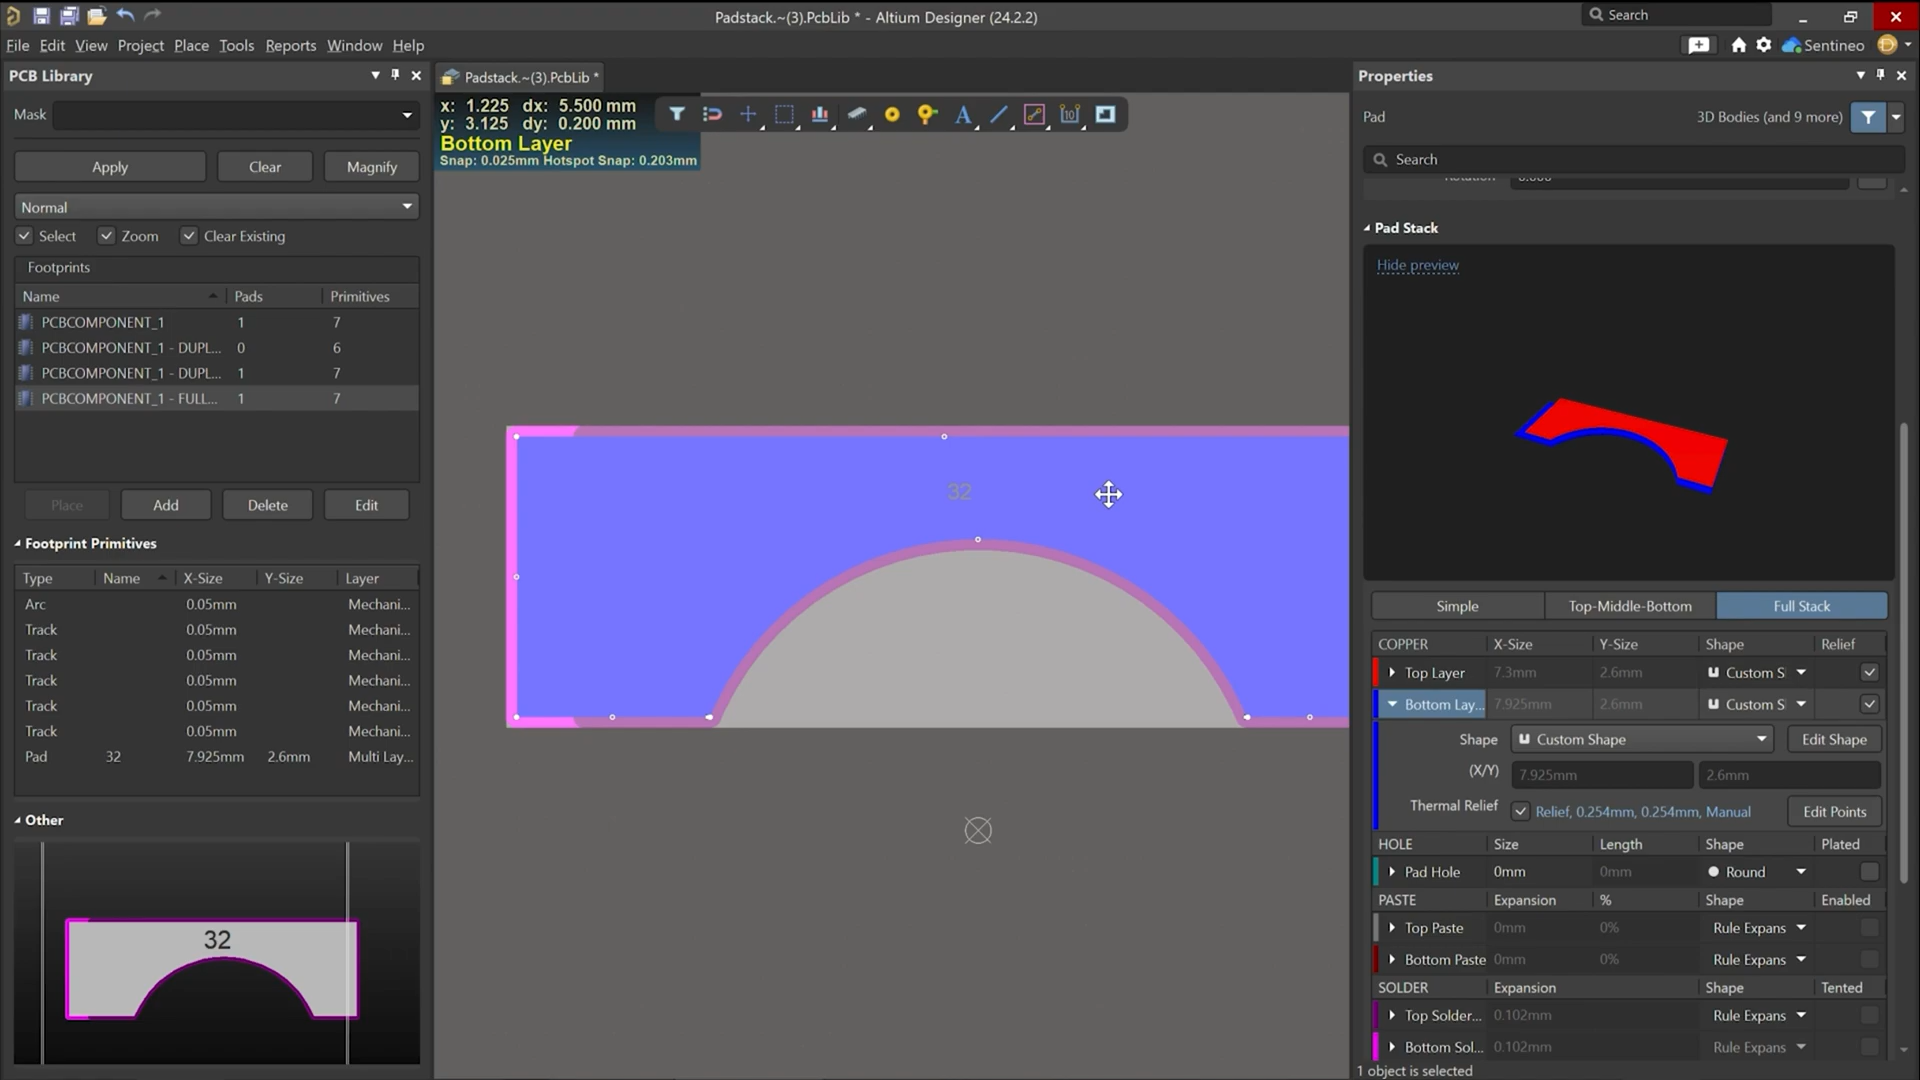 Padstack.~(3).PcbLib * - Altium Designer (24.2.2)
Search
File Edit View Project Place Tools Reports Window Help
Sentineo
PCB Library
Mask
Apply Clear Magnify
Normal
Select Zoom Clear Existing
Footprints
Name Pads Primitives
PCBCOMPONENT_1 1 7
PCBCOMPONENT_1 - DUPL... 0 6
PCBCOMPONENT_1 - DUPL... 1 7
PCBCOMPONENT_1 - FULL... 1 7
Place Add Delete Edit
Footprint Primitives
Type Name X-Size Y-Size Layer
Arc 0.05mm Mechani...
Track 0.05mm Mechani...
Track 0.05mm Mechani...
Track 0.05mm Mechani...
Track 0.05mm Mechani...
Track 0.05mm Mechani...
Pad 32 7.925mm 2.6mm Multi Lay...
Other
32
Padstack.~(3).PcbLib *
x: 1.225 dx: 5.500 mm
y: 3.125 dy: 0.200 mm
Bottom Layer
Snap: 0.025mm Hotspot Snap: 0.203mm
32
Properties
Pad 3D Bodies (and 9 more)
Search
Pad Stack
Hide preview
Simple Top-Middle-Bottom Full Stack
COPPER X-Size Y-Size Shape Relief
Top Layer 7.3mm 2.6mm Custom S
Bottom Lay... 7.925mm 2.6mm Custom S
Shape Custom Shape Edit Shape
(X/Y) 7.925mm 2.6mm
Thermal Relief Relief, 0.254mm, 0.254mm, Manual Edit Points
HOLE Size Length Shape Plated
Pad Hole 0mm 0mm Round
PASTE Expansion % Shape Enabled
Top Paste 0mm 0% Rule Expans
Bottom Paste 0mm 0% Rule Expans
SOLDER Expansion Shape Tented
Top Solder... 0.102mm Rule Expans
Bottom Sol... 0.102mm Rule Expans
1 object is selected